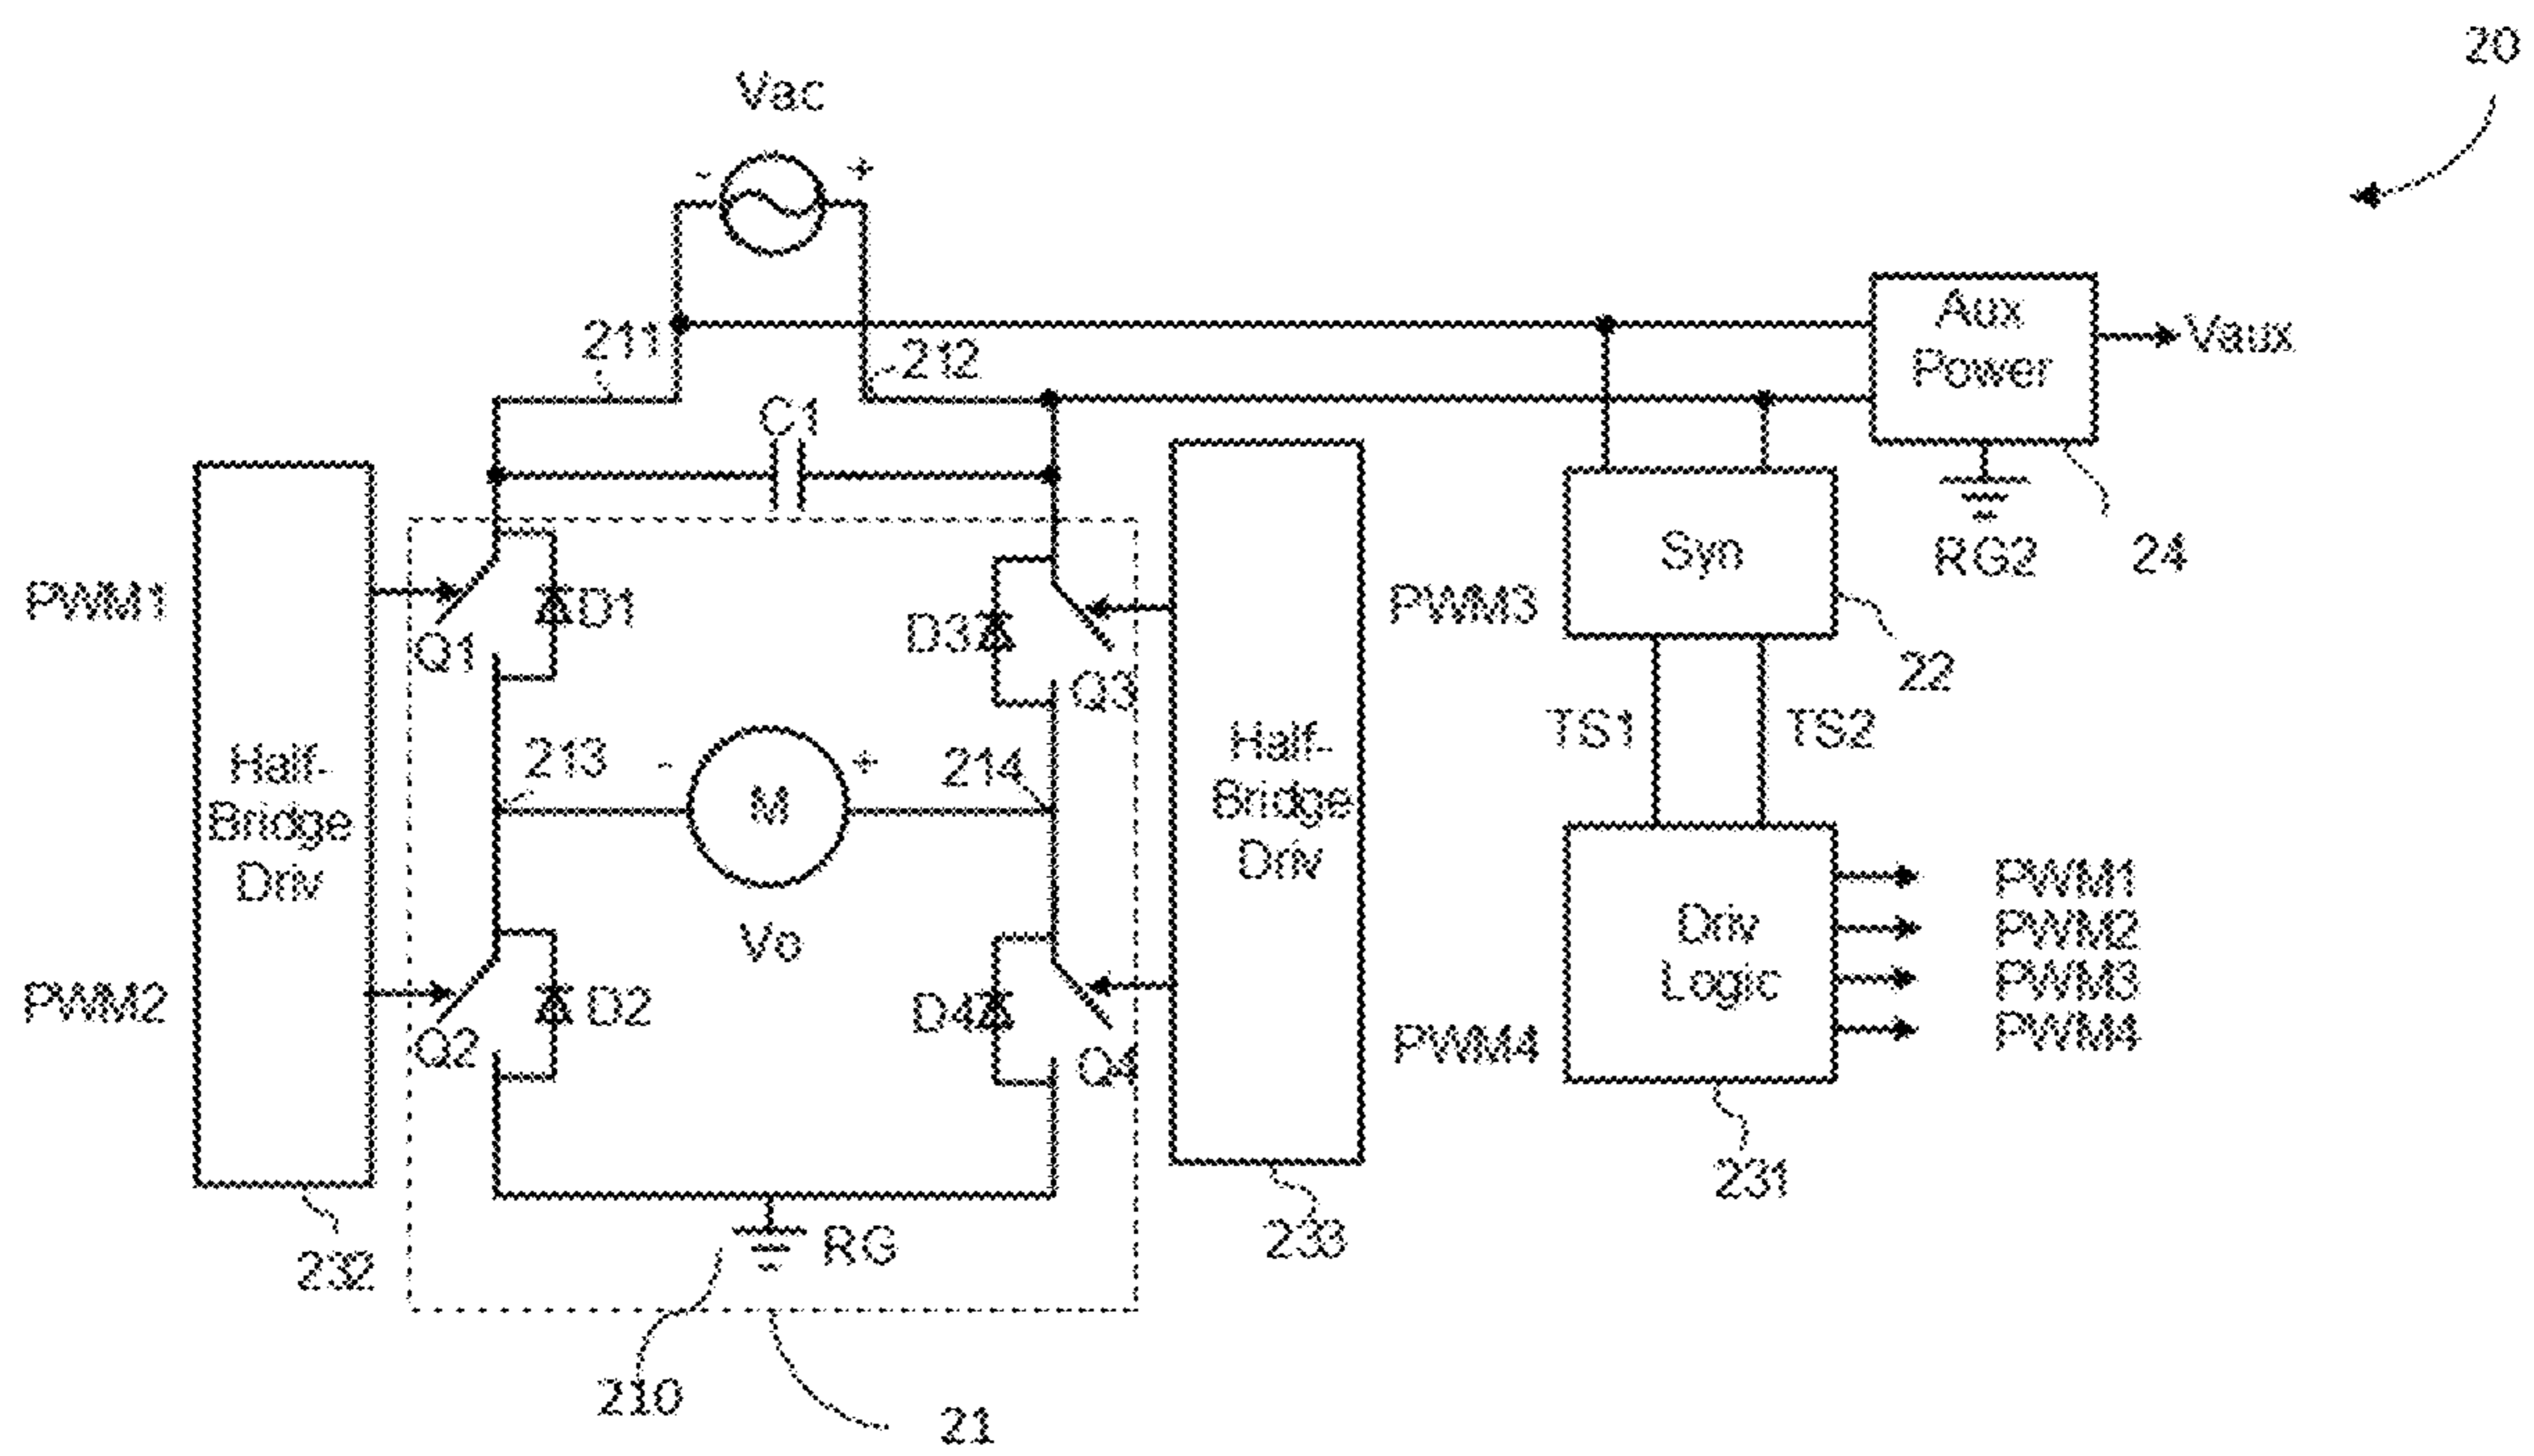 20
Vac
- +
211
212
Aux
Power
Vaux
C1
Syn
RG2
24
PWM1
Q1
D1
D3
Q3
PWM3
22
TS1
TS2
Half-
Bridge
Driv
213
- +
214
M
Vo
Half-
Bridge
Driv
Driv
Logic
PWM1
PWM2
PWM3
PWM4
PWM2
Q2
D2
D4
Q4
PWM4
231
232
RG
233
210
21